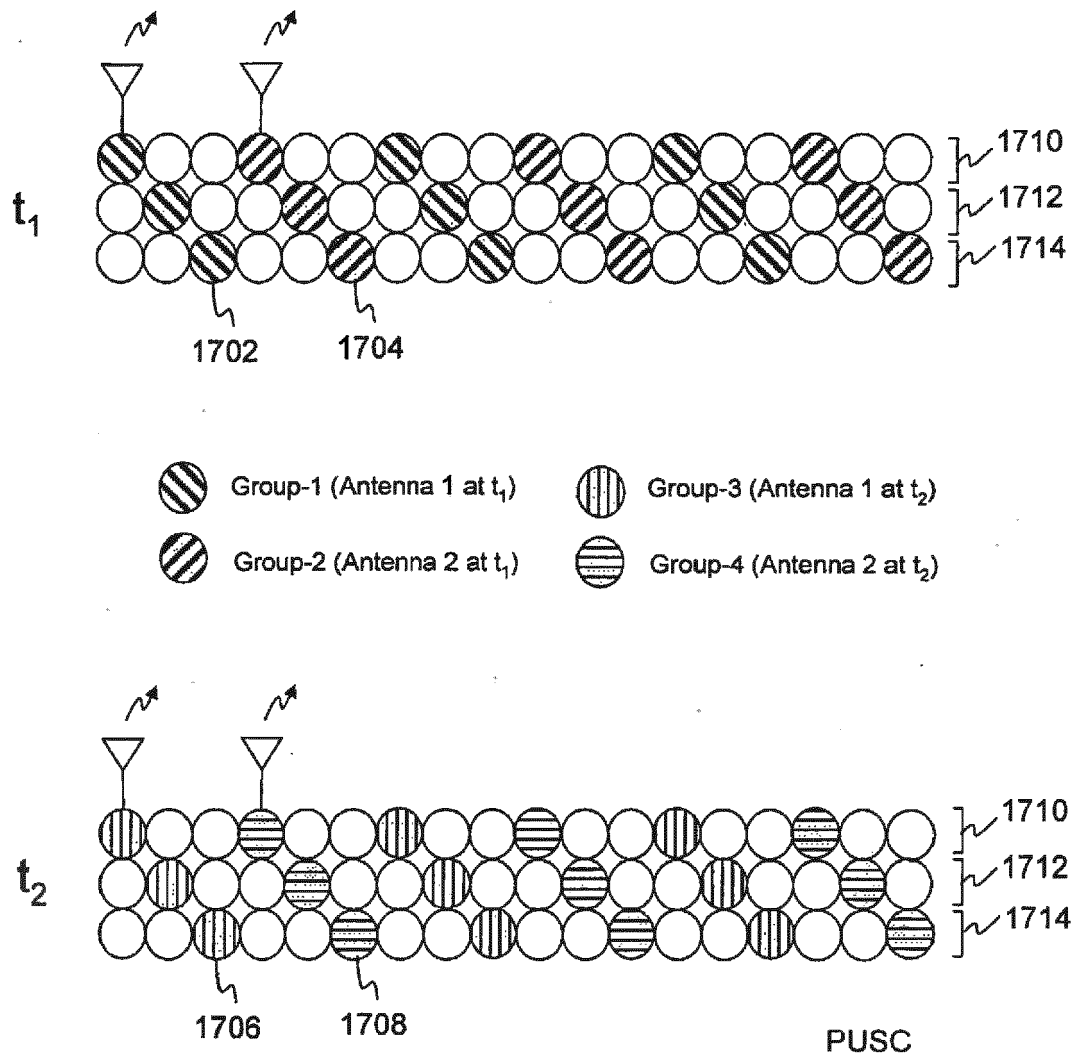 1710
1712
t1
1714
1702
1704
Group-1 (Antenna 1 at t1)
Group-3 (Antenna 1 at t2)
Group-2 (Antenna 2 at t1)
Group-4 (Antenna 2 at t2)
1710
1712
t2
1714
1706
1708
PUSC